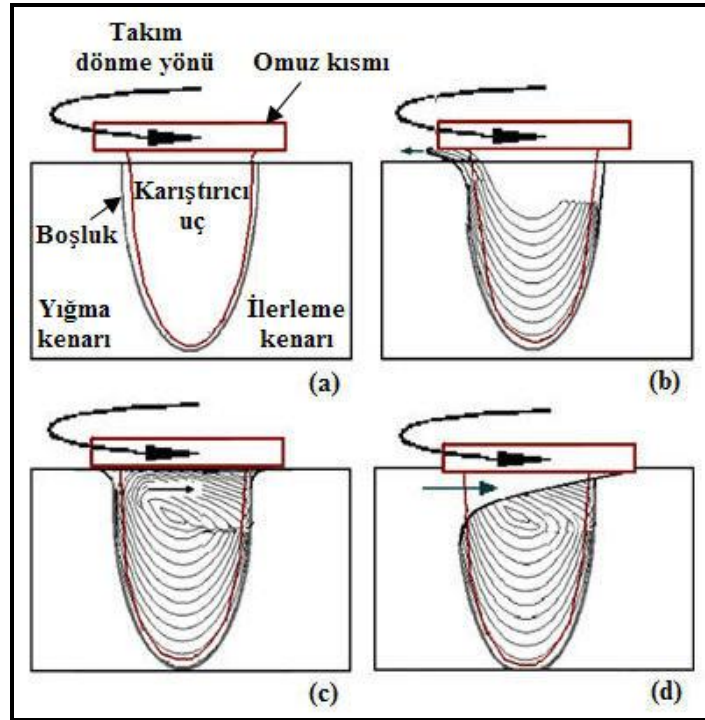 Takım
dönme yönü
Omuz kısmı
Karıştırıcı
uç
Boşluk
Yığma
kenarı
İlerleme
kenarı
(a)
(b)
(c)
(d)